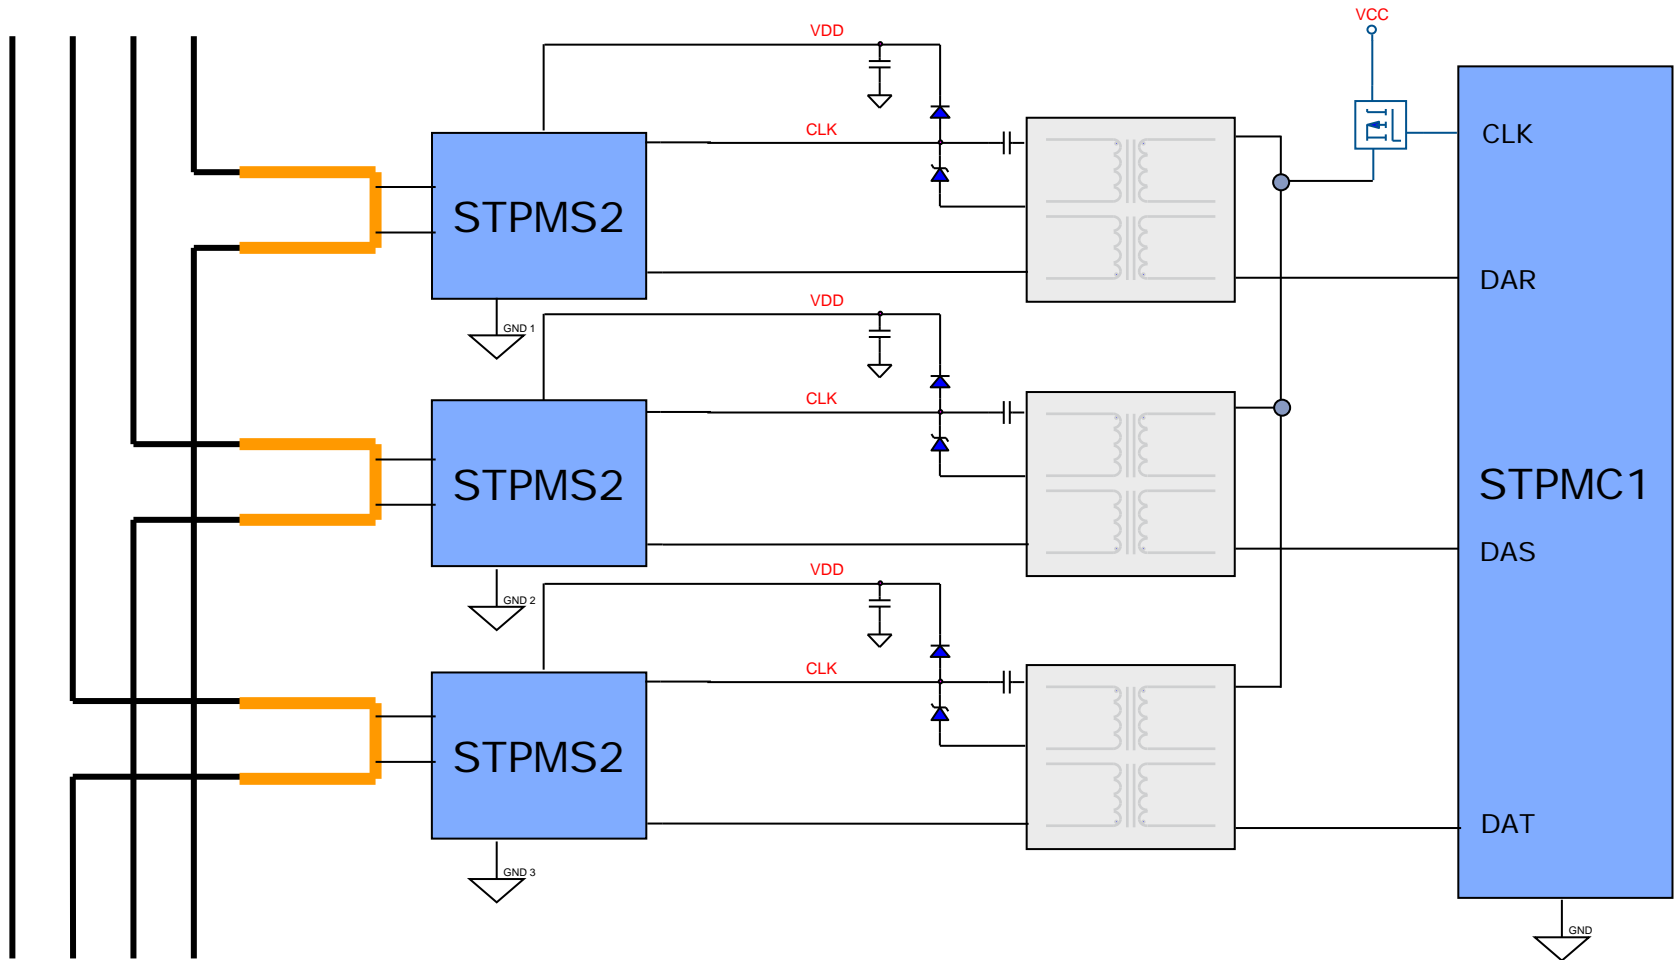 VCC
VDD
CLK
CLK
STPMS2
DAR
GND 1
VDD
CLK
STPMS2
STPMC1
DAS
GND 2
VDD
CLK
STPMS2
DAT
GND 3
GND